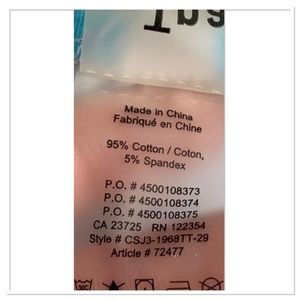 Made in China
Fabriqué en Chine
95% Cotton / Coton,
5% Spandex
P.O. # 4500108373
P.O. # 4500108374
P.O. # 4500108375
CA 23725 RN 122354
Style # CSJ3-1968TT-29
Article # 72477